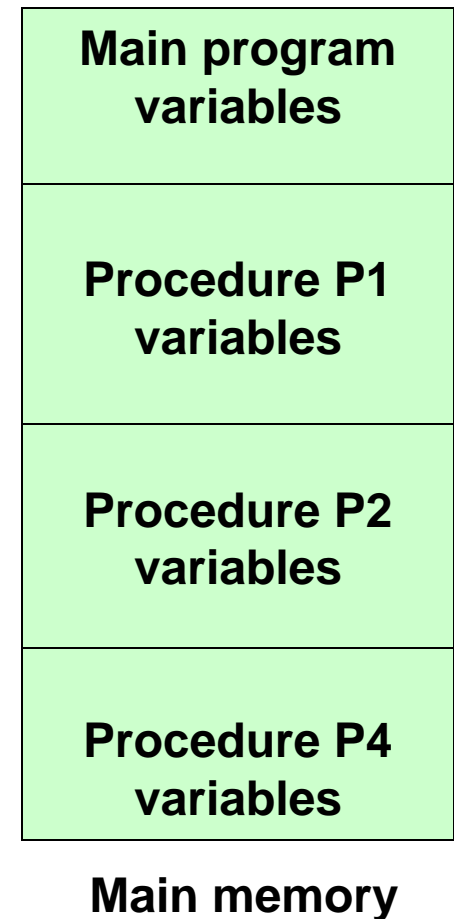 Main program
variables
Procedure P1
variables
Procedure P2
variables
Procedure P4
variables
Main memory